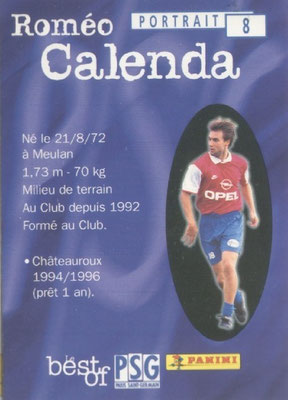 Roméo
PORTRAIT 8
Calenda
Né le 21/8/72
à Meulan
1,73 m - 70 kg
Milieu de terrain
Au Club depuis 1992
Formé au Club.
• Châteauroux
1994/1996
(prêt 1 an).
OPEL
Le
best of
PSG
PARIS SAINT-GERMAIN
PANINI